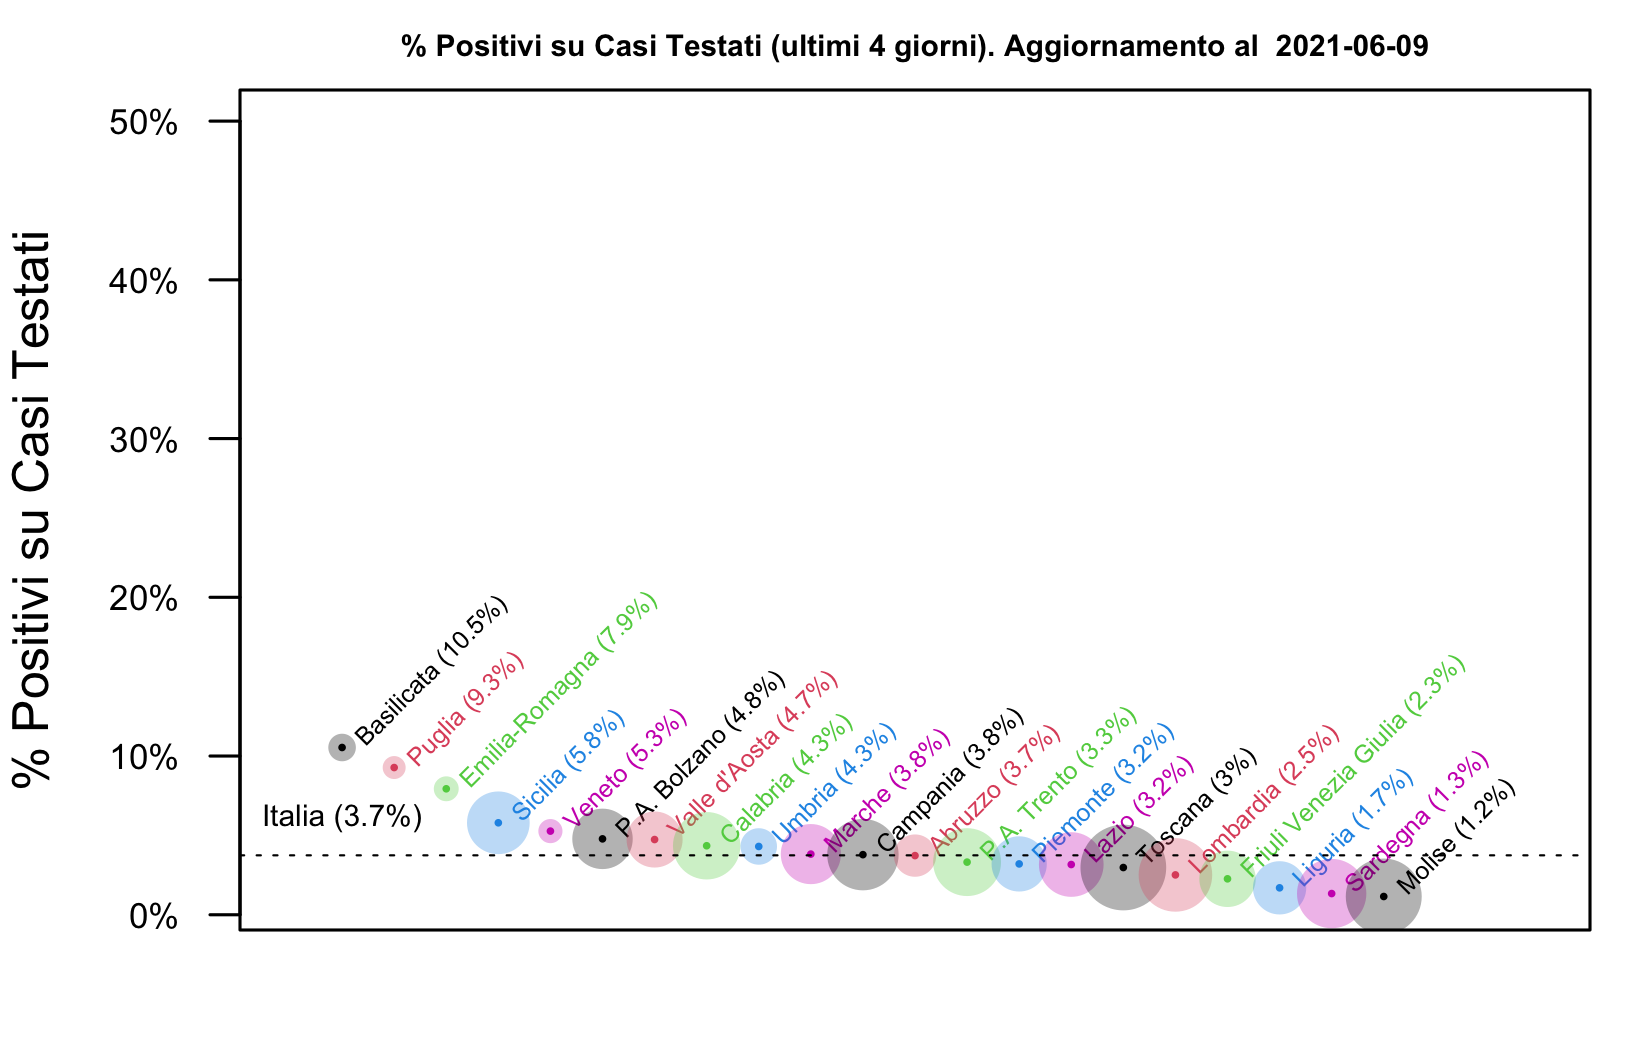 % Positivi su Casi Testati (ultimi 4 giorni). Aggiornamento al  2021-06-09
% Positivi su Casi Testati
50%
40%
30%
20%
10%
0%
Italia (3.7%)
Basilicata (10.5%)
Puglia (9.3%)
Emilia-Romagna (7.9%)
Sicilia (5.8%)
Veneto (5.3%)
P.A. Bolzano (4.8%)
Valle d'Aosta (4.7%)
Calabria (4.3%)
Umbria (4.3%)
Marche (3.8%)
Campania (3.8%)
Abruzzo (3.7%)
P.A. Trento (3.3%)
Piemonte (3.2%)
Lazio (3.2%)
Toscana (3%)
Lombardia (2.5%)
Friuli Venezia Giulia (2.3%)
Liguria (1.7%)
Sardegna (1.3%)
Molise (1.2%)